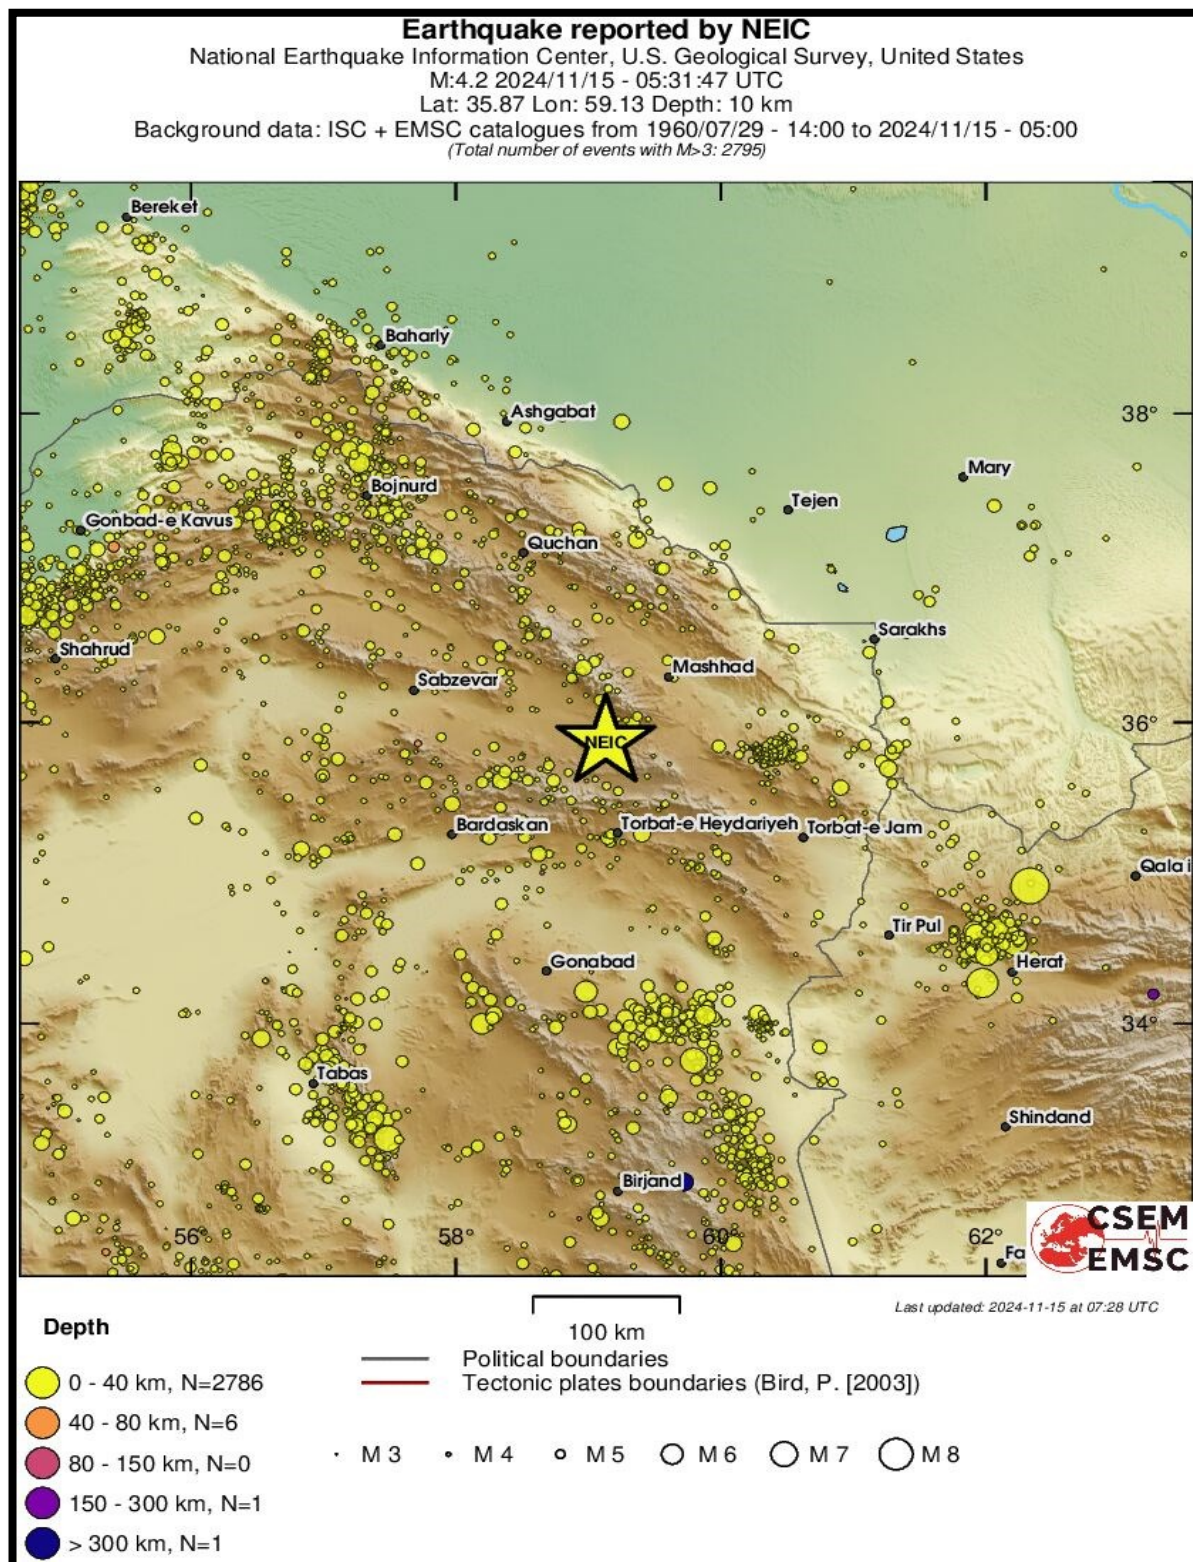 Earthquake reported by NEIC
National Earthquake Information Center, U.S. Geological Survey, United States
M:4.2 2024/11/15 - 05:31:47 UTC
Lat: 35.87 Lon: 59.13 Depth: 10 km
Background data: ISC + EMSC catalogues from 1960/07/29 - 14:00 to 2024/11/15 - 05:00
(Total number of events with M>3: 2795)
Bereket
Baharly
Ashgabat
38°
Mary
Bojnurd
Tejen
Gonbad-e Kavus
Quchan
Sarakhs
Shahrud
Mashhad
Sabzevar
36°
NEIC
Bardaskan
Torbat-e Heydariyeh
Torbat-e Jam
Qala i
Tir Pul
Gonabad
Herat
34°
Tabas
Shindand
Birjand
56°
58°
60°
62°
Fa
CSEM
EMSC
Last updated: 2024-11-15 at 07:28 UTC
100 km
Depth
0 - 40 km, N=2786
40 - 80 km, N=6
80 - 150 km, N=0
150 - 300 km, N=1
> 300 km, N=1
Political boundaries
Tectonic plates boundaries (Bird, P. [2003])
M 3 M 4 M 5 M 6 M 7 M 8